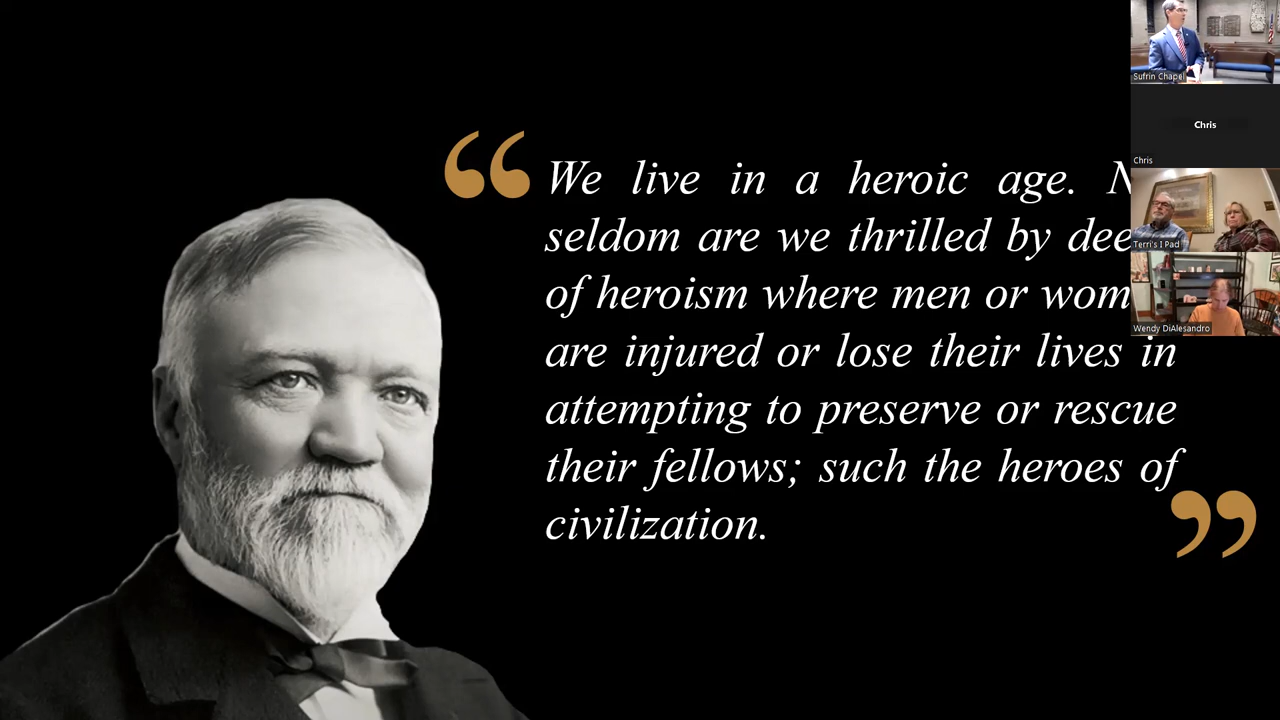 “
We live in a heroic age.
seldom are we thrilled by
of heroism where men or
are injured or lose their lives in
attempting to preserve or rescue
their fellows; such the heroes of
civilization.
”
Sufrin Chapel
Chris
Chris
Terri's I Pad
Wendy DiAlesandro